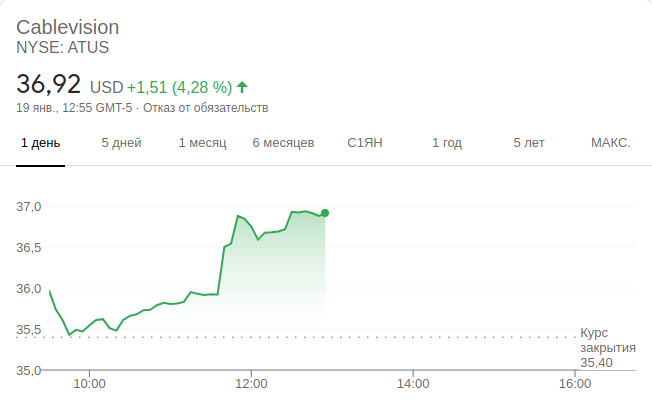 Cablevision
NYSE: ATUS
36,92 USD +1,51 (4,28 %)
19 янв., 12:55 GMT-5 · Отказ от обязательств
1 день 5 дней 1 месяц 6 месяцев С1ЯН 1 год 5 лет МАКС.
37,0
36,5
36,0
35,5
35,0
Курс
закрытия
35,40
10:00 12:00 14:00 16:00